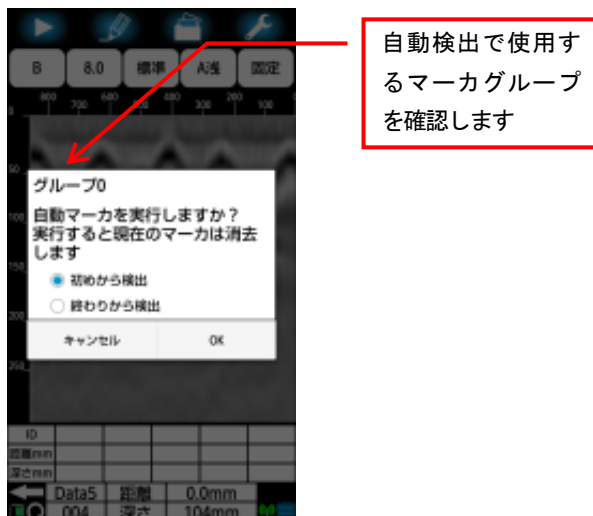 自動検出で使用す
るマーカグループ
を確認します
B 8.0 標準 A浅 固定
800 700 600 500 400 300 200 100
0
50
100
150
200
250
グループ0
自動マーカを実行しますか?
実行すると現在のマーカは消去
します
初めから検出
終わりから検出
キャンセル OK
ID
距離mm
深さmm
Data5 距離 0.0mm
004 深さ 104mm